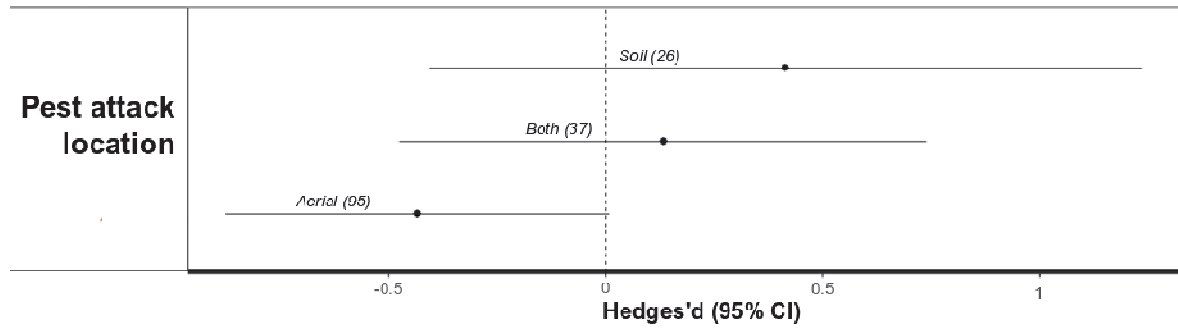 Soil (26)
Pest attack
location
Both (37)
Aerial (95)
-0.5
0
0.5
1
Hedges'd (95% CI)